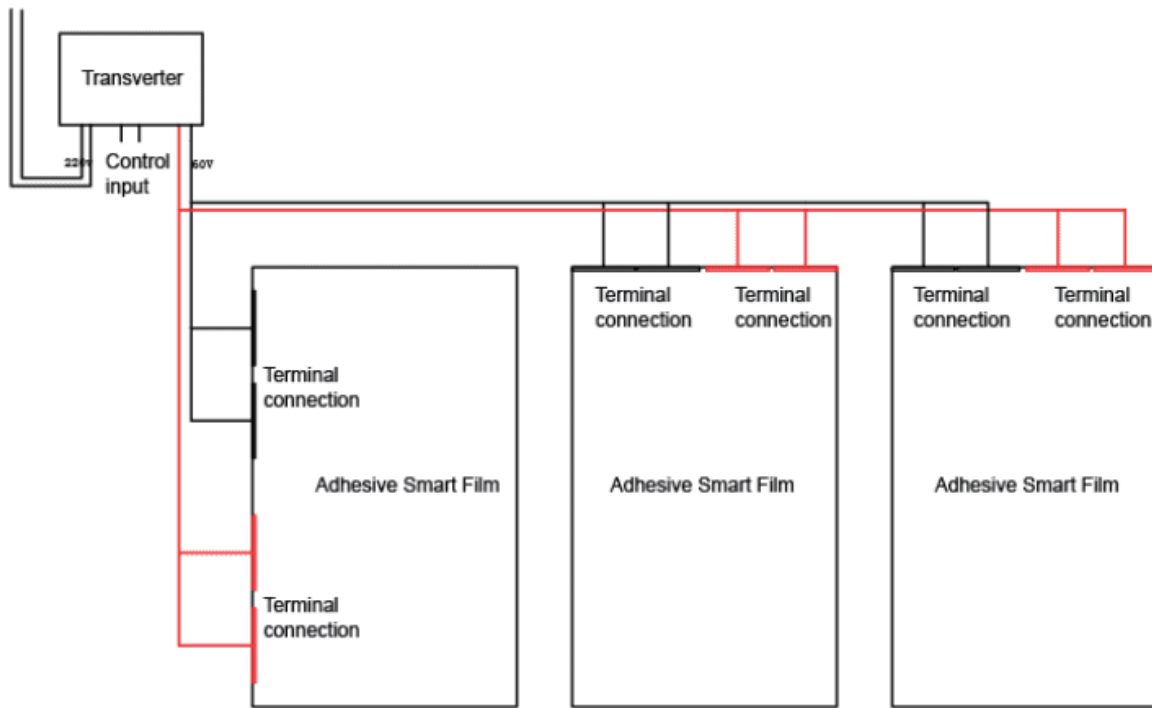 Transverter
220V
Control
input
60V
Terminal
connection
Terminal
connection
Terminal
connection
Terminal
connection
Terminal
connection
Adhesive Smart Film
Adhesive Smart Film
Adhesive Smart Film
Terminal
connection